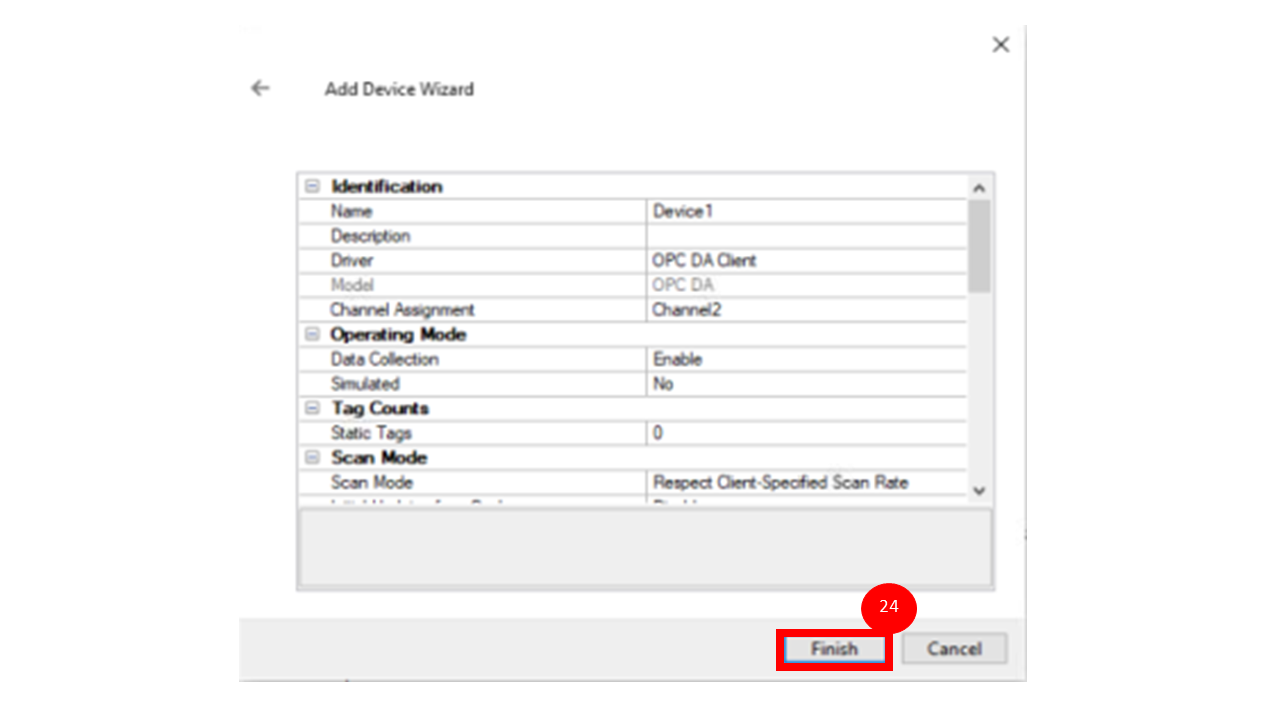 Add Device Wizard
Identification
Name Device1
Description
Driver OPC DA Client
Model OPC DA
Channel Assignment Channel2
Operating Mode
Data Collection Enable
Simulated No
Tag Counts
Static Tags 0
Scan Mode
Scan Mode Respect Client-Specified Scan Rate
24
Finish Cancel